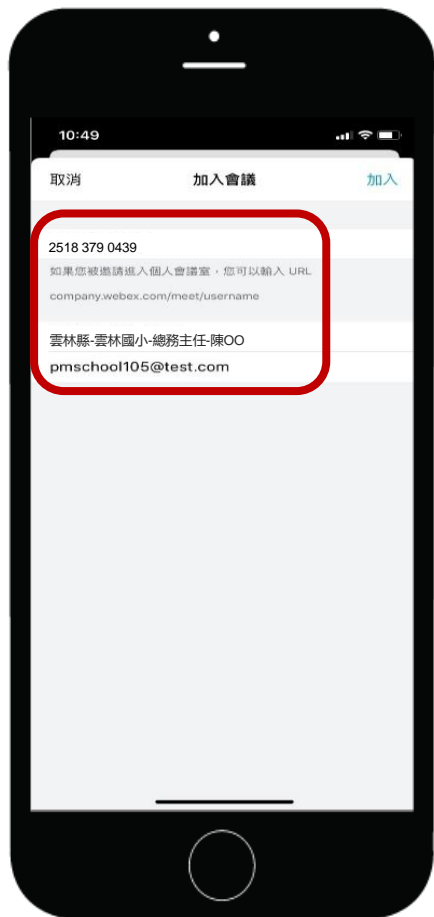 10:49
取消 加入會議 加入
2518 379 0439
如果您被邀請進入個人會議室，您可以輸入 URL
company.webex.com/meet/username
雲林縣-雲林國小-總務主任-陳OO
pmschool105@test.com